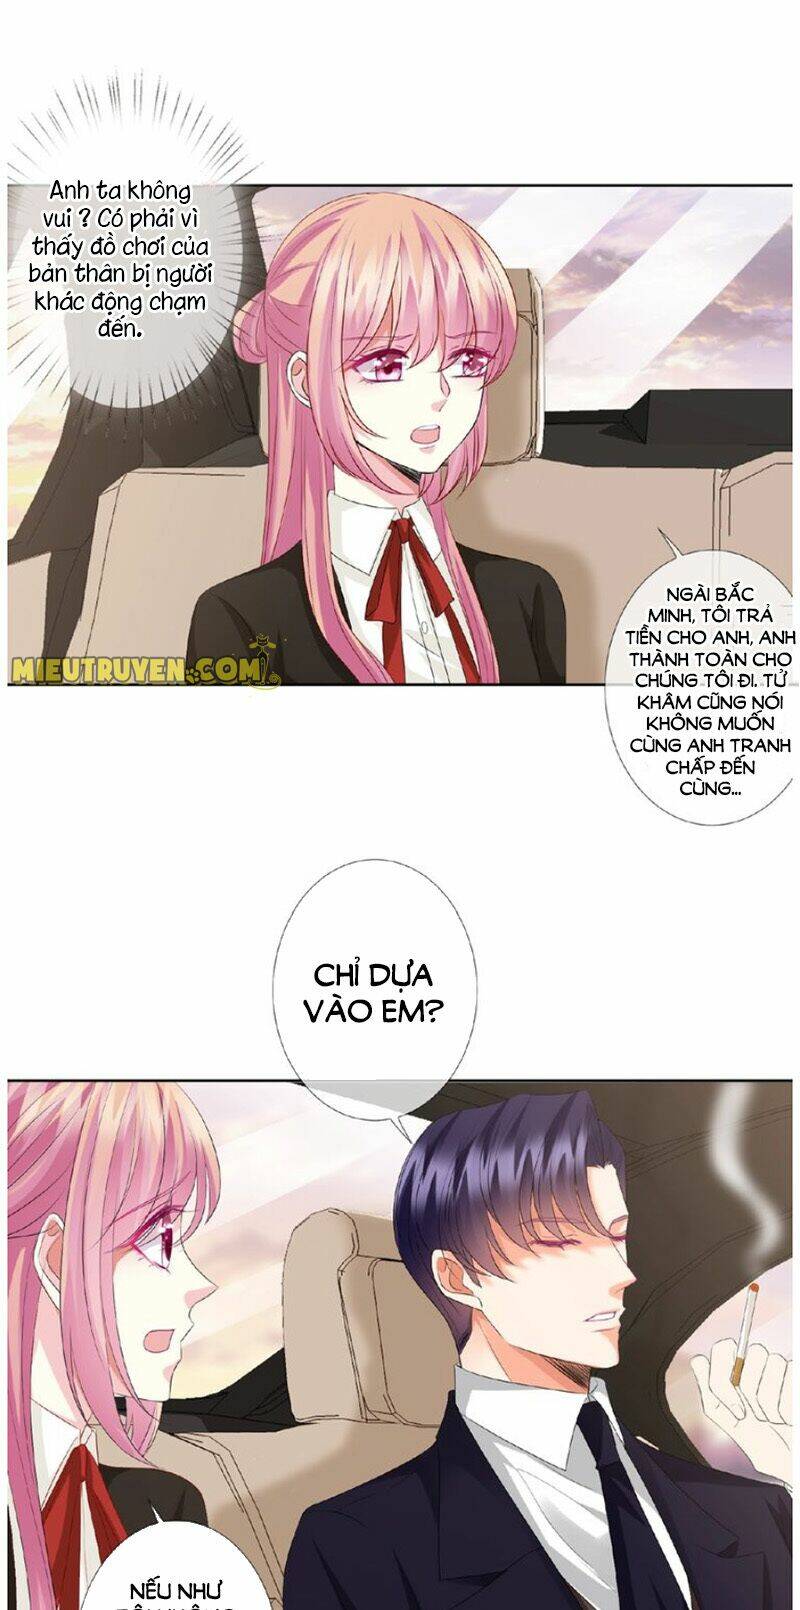 Anh ta không
vui ? Có phải vì
thấy đồ chơi của
bản thân bị người
khác động chạm
đến.
MIEUTRUYEN.COM
NGÀI BẮC
MINH, TÔI TRẢ
TIỀN CHO ANH, ANH
THÀNH TOÀN CHO
CHÚNG TÔI ĐI. TỬ
KHÂM CŨNG NÓI
KHÔNG MUỐN
CÙNG ANH TRANH
CHẤP ĐẾN
CÙNG...
CHỈ DỰA
VÀO EM?
NẾU NHƯ